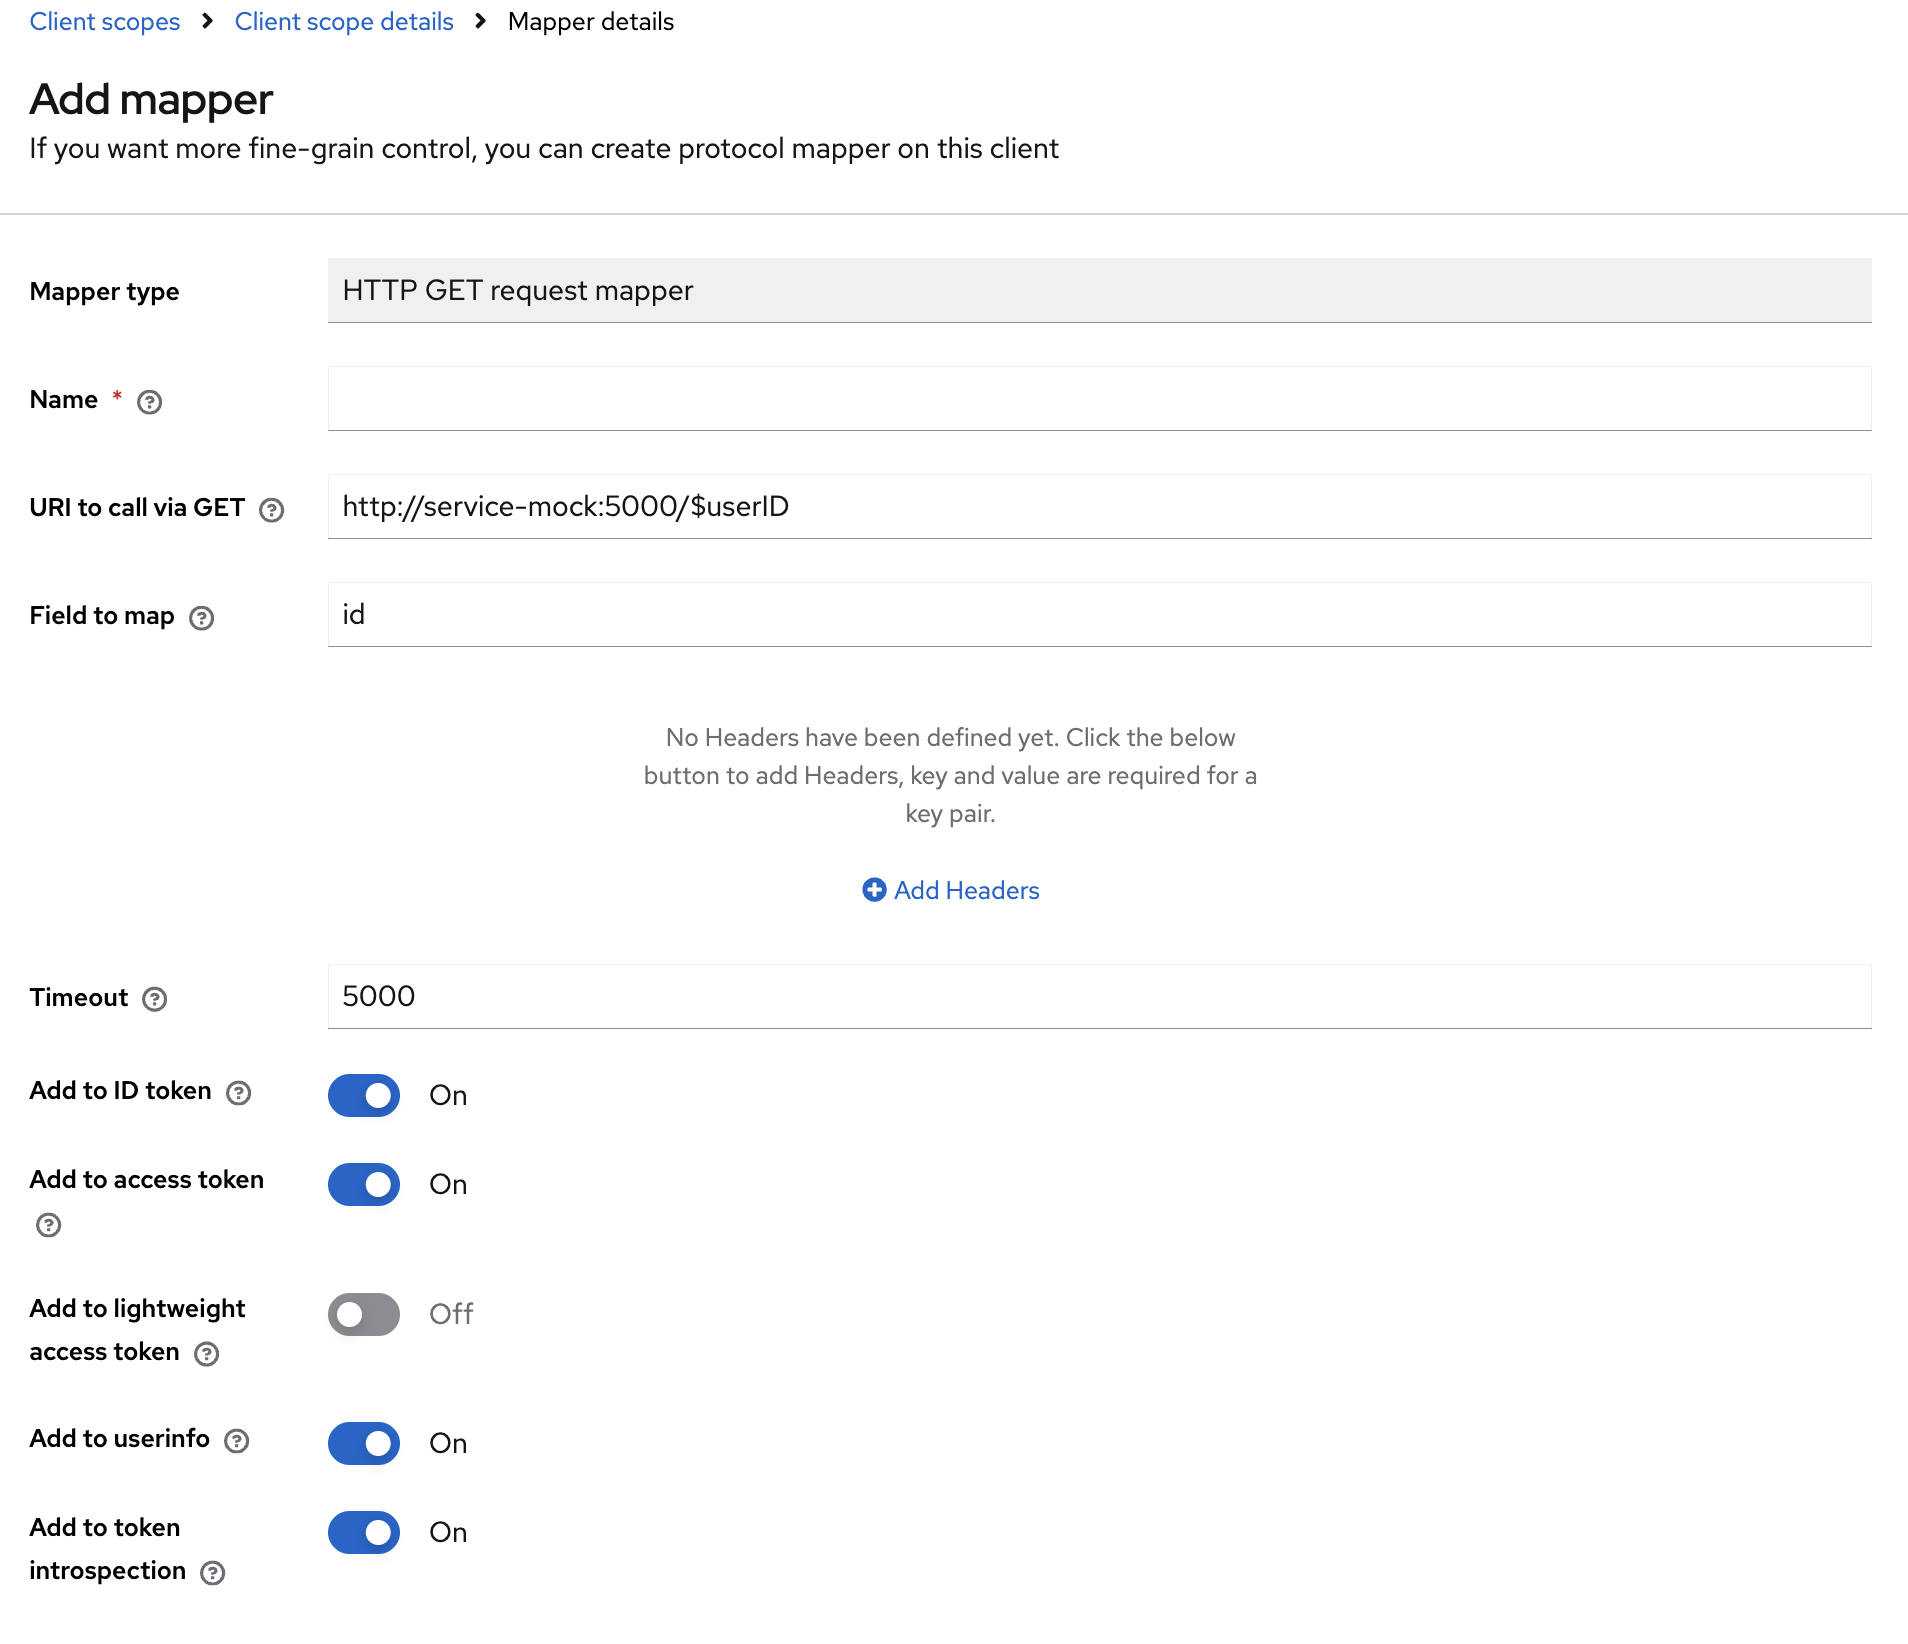 Client scopes > Client scope details > Mapper details
Add mapper
If you want more fine-grain control, you can create protocol mapper on this client
Mapper type
HTTP GET request mapper
Name *
URI to call via GET
http://service-mock:5000/$userID
Field to map
id
No Headers have been defined yet. Click the below
button to add Headers, key and value are required for a
key pair.
Add Headers
Timeout
5000
Add to ID token
On
Add to access token
On
Add to lightweight
access token
Off
Add to userinfo
On
Add to token
introspection
On